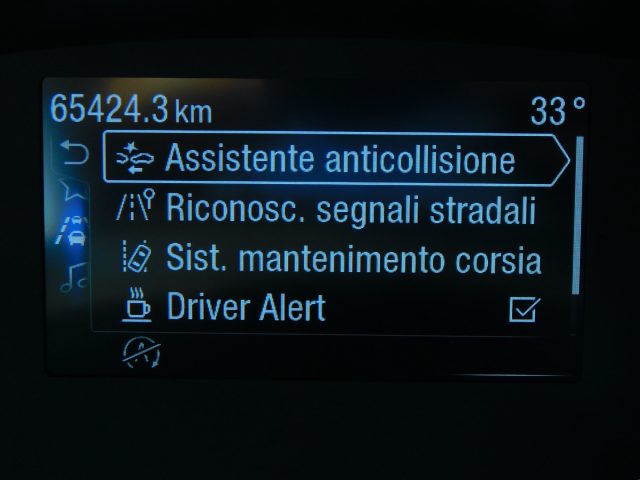 65424.3 km 33°
Assistente anticollisione
Riconosc. segnali stradali
Sist. mantenimento corsia
Driver Alert